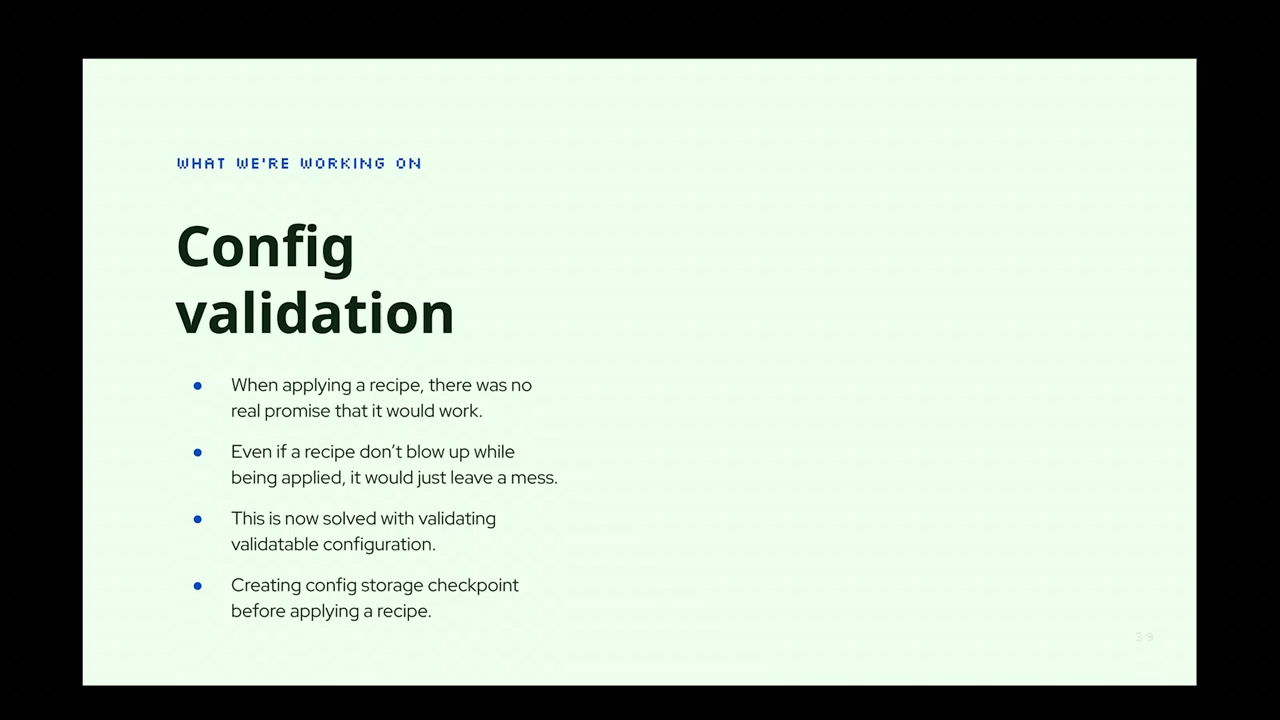 WHAT WE'RE WORKING ON
Config
validation
When applying a recipe, there was no
real promise that it would work.
Even if a recipe don’t blow up while
being applied, it would just leave a mess.
This is now solved with validating
validatable configuration.
Creating config storage checkpoint
before applying a recipe.
39